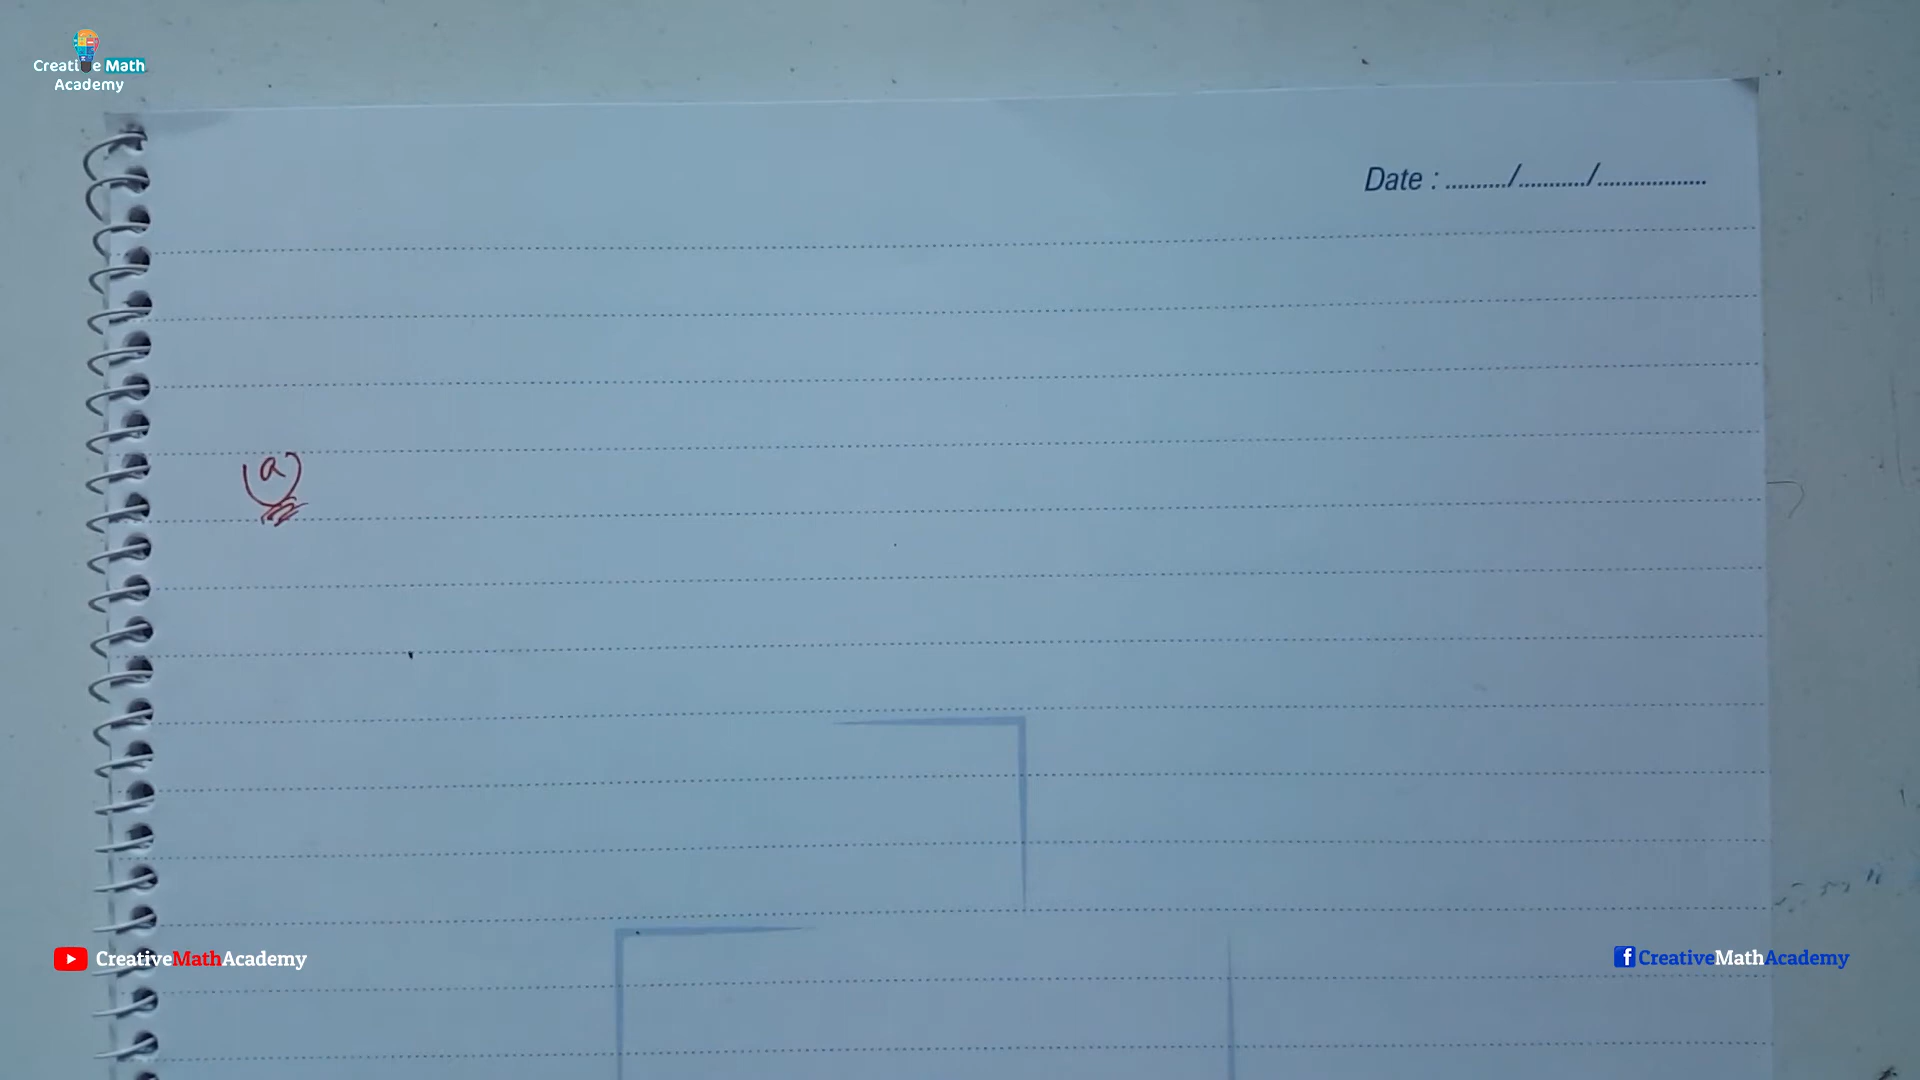 Creative Math
Academy
Date : ........../.........../.................
(a)
CreativeMathAcademy
CreativeMathAcademy